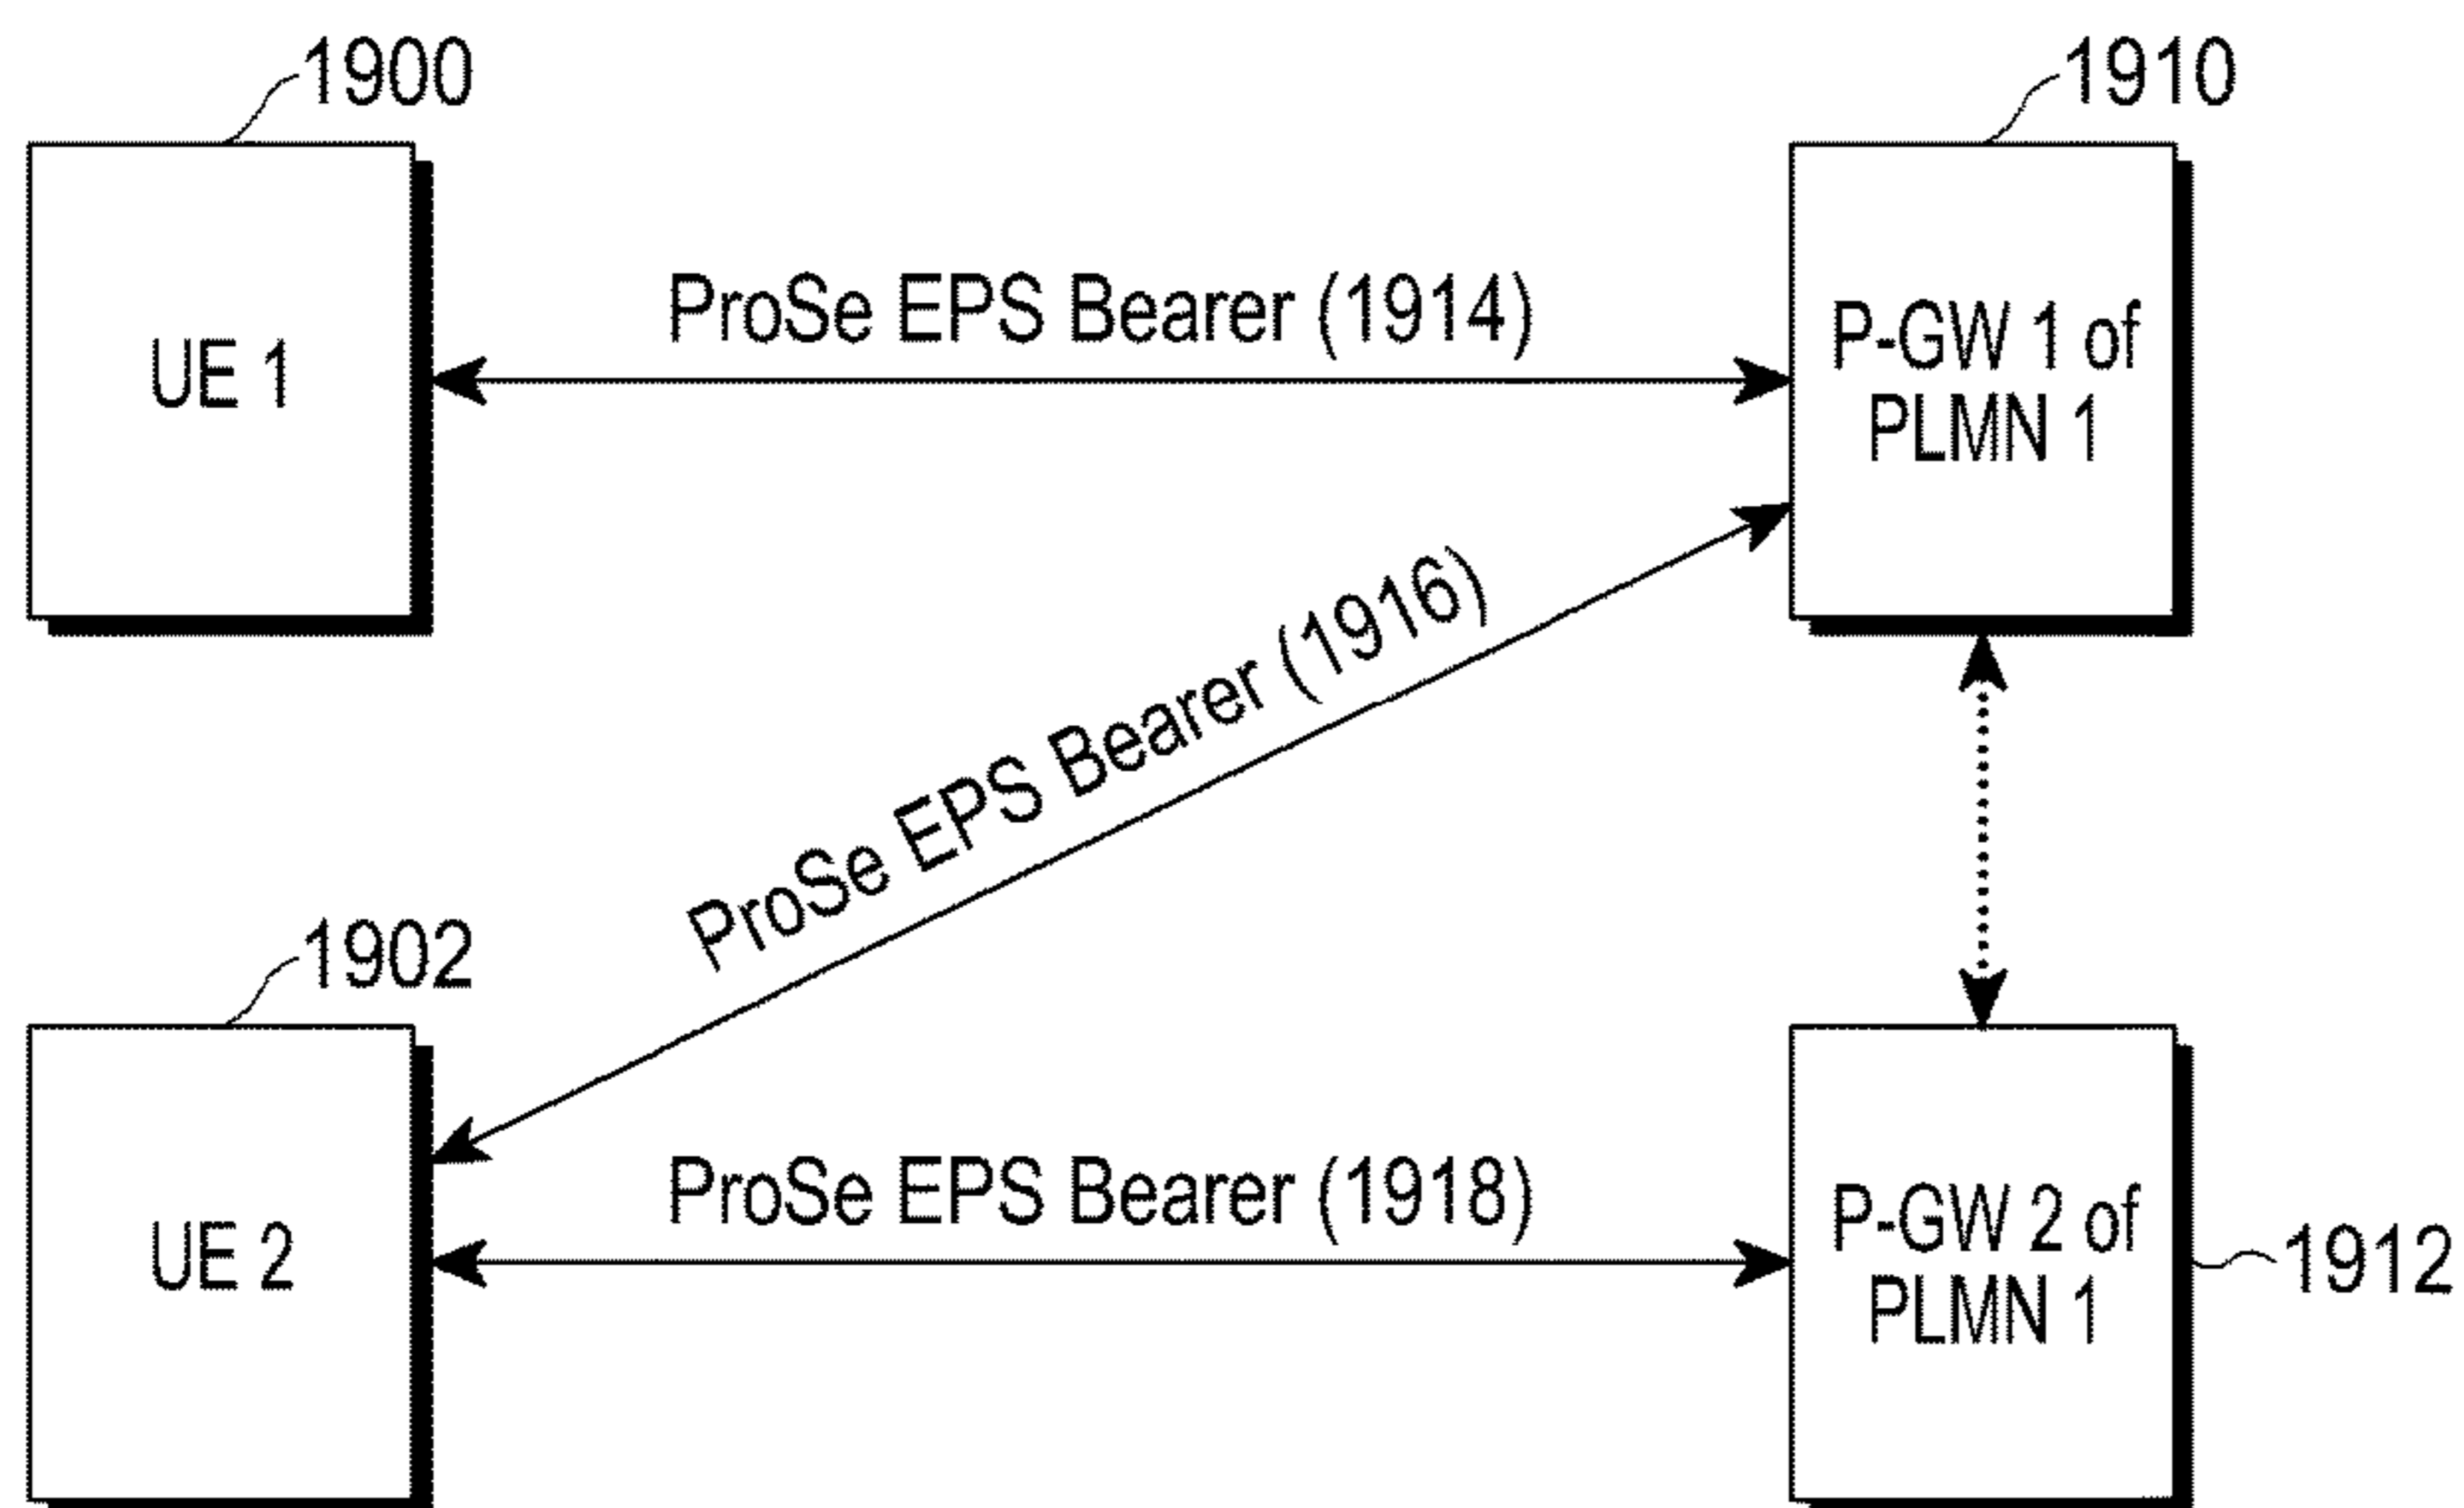 1900
1910
UE 1
ProSe EPS Bearer (1914)
P-GW 1 of
PLMN 1
ProSe EPS Bearer (1916)
1902
UE 2
ProSe EPS Bearer (1918)
P-GW 2 of
PLMN 1
1912